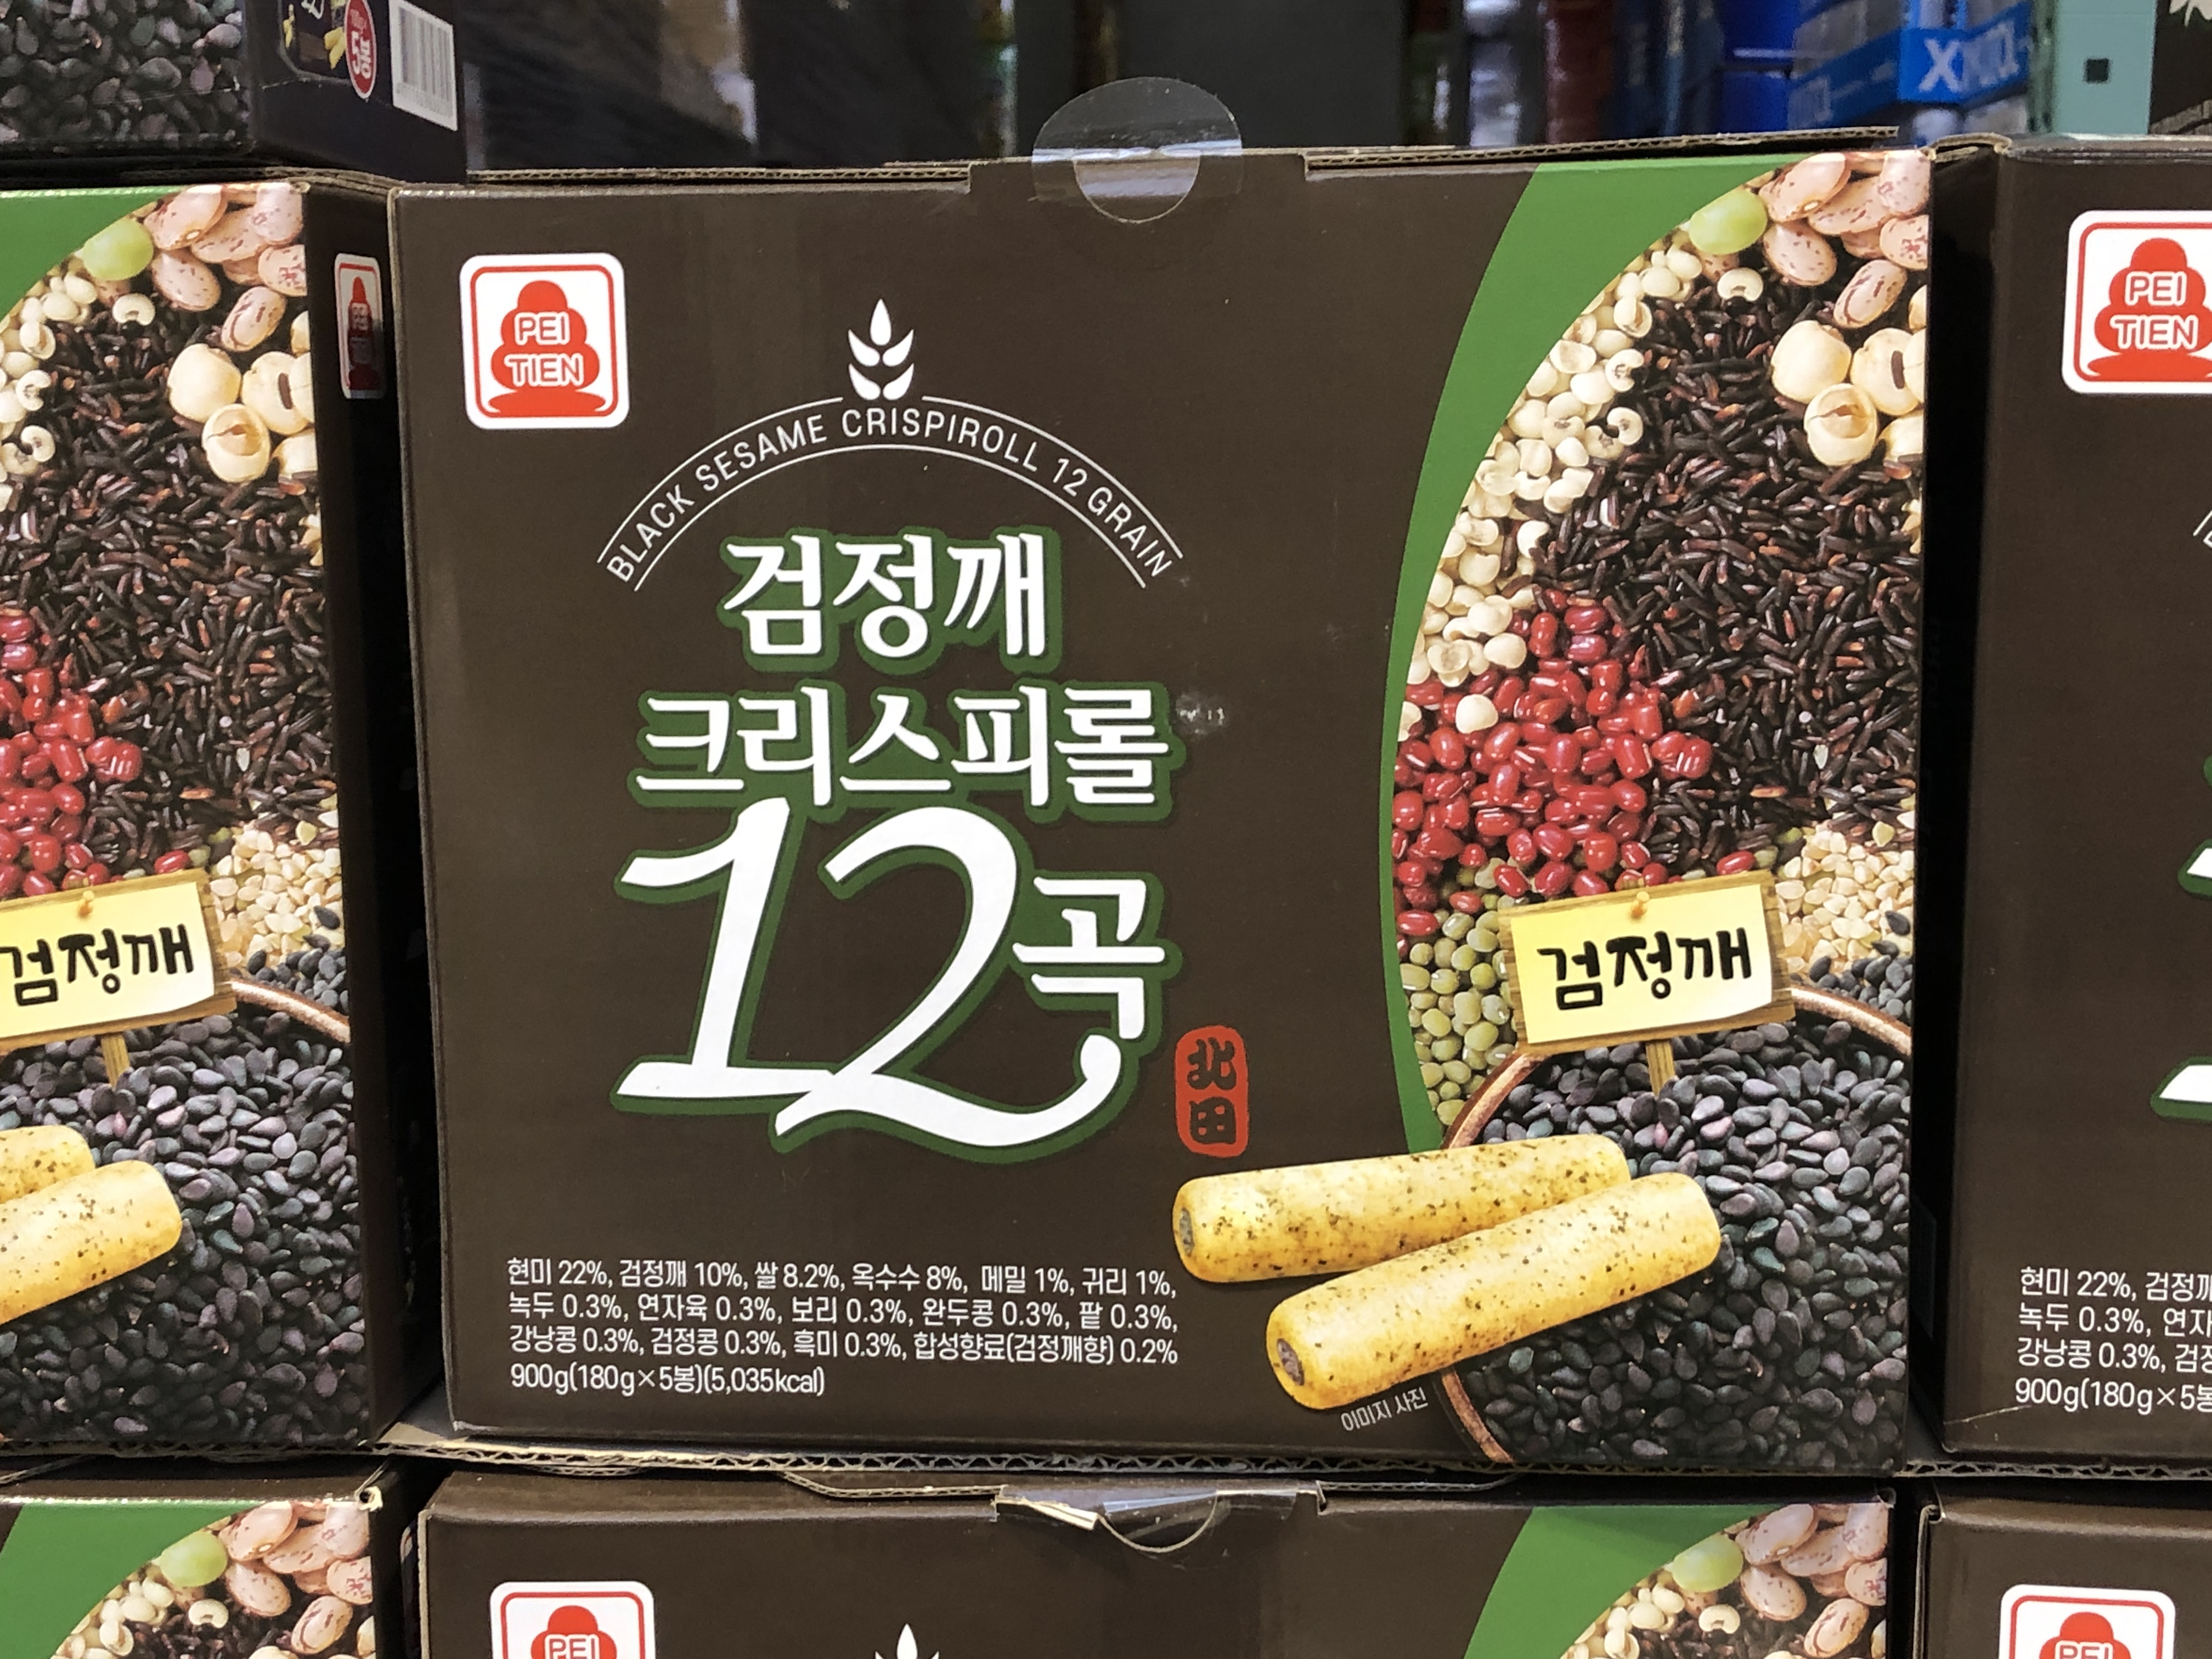 PEI
TIEN
BLACK SESAME CRISPIROLL 12 GRAIN
검정깨
크리스피롤
12곡
北田
검정깨
현미 22%, 검정깨 10%, 쌀 8.2%, 옥수수 8%, 메밀 1%, 귀리 1%,
녹두 0.3%, 연자육 0.3%, 보리 0.3%, 완두콩 0.3%, 팥 0.3%,
강낭콩 0.3%, 검정콩 0.3%, 흑미 0.3%, 합성향료(검정깨향) 0.2%
900g(180g×5봉)(5,035kcal)
이미지 사진
검정깨
PEI
TIEN
현미 22%, 검정깨
녹두 0.3%,
강낭콩 0.3%,
900g(180g×5봉
PEI
PEI